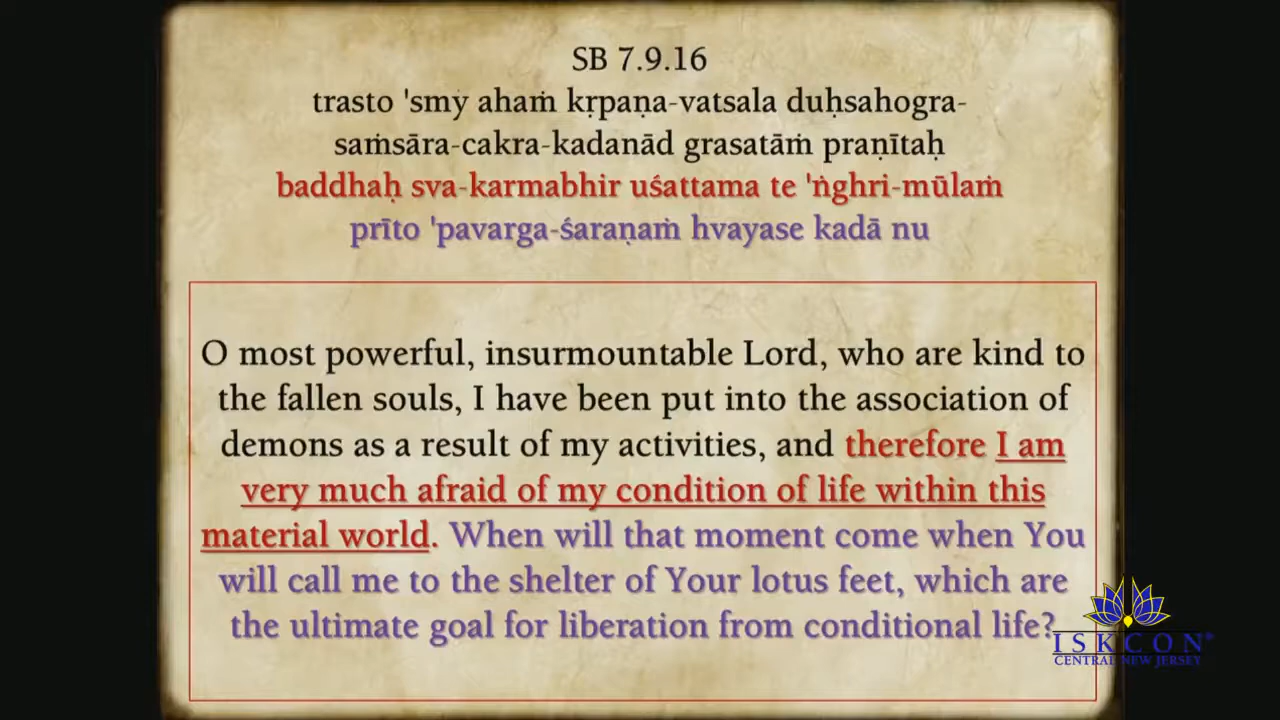 SB 7.9.16
trasto 'smy ahaṁ kṛpaṇa-vatsala duḥsahogra-
saṁsāra-cakra-kadanād grasatāṁ praṇītaḥ
baddhaḥ sva-karmabhir uśattama te 'ṅghri-mūlaṁ
prīto 'pavarga-śaraṇaṁ hvayase kadā nu
O most powerful, insurmountable Lord, who are kind to
the fallen souls, I have been put into the association of
demons as a result of my activities, and therefore I am
very much afraid of my condition of life within this
material world. When will that moment come when You
will call me to the shelter of Your lotus feet, which are
the ultimate goal for liberation from conditional life?
ISKCON®
CENTRAL NEW JERSEY